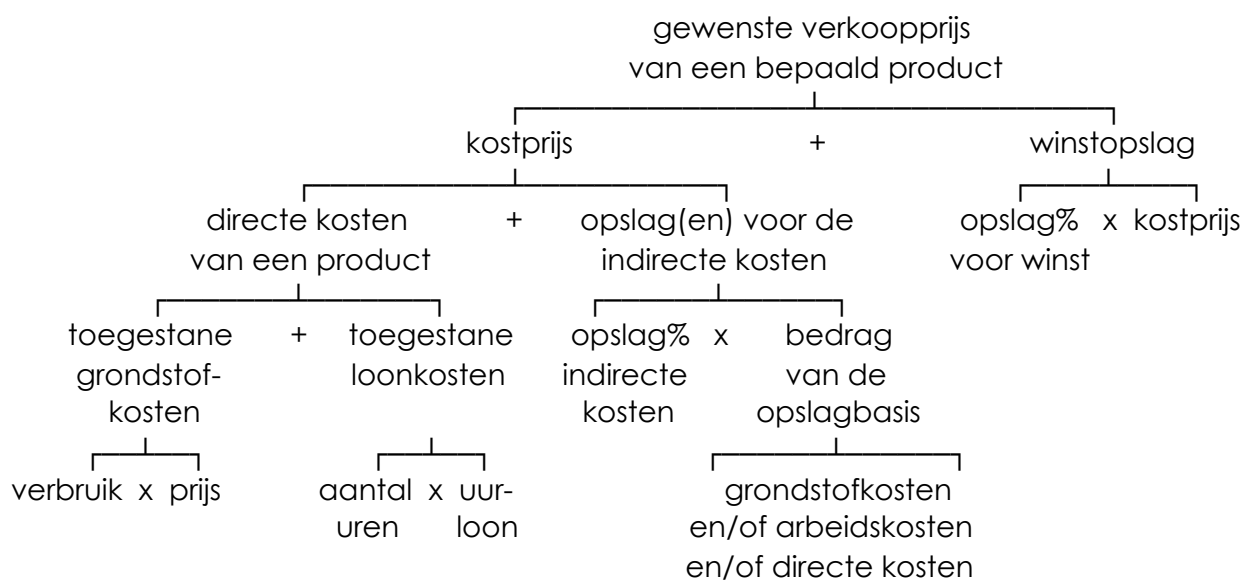 gewenste verkoopprijs
van een bepaald product
kostprijs + winstopslag
directe kosten + opslag(en) voor de opslag% x kostprijs
van een product indirecte kosten voor winst
toegestane + toegestane opslag% x bedrag
grondstof- loonkosten indirecte van de
kosten kosten opslagbasis
verbruik x prijs aantal x uur- grondstofkosten
uren loon en/of arbeidskosten
en/of directe kosten